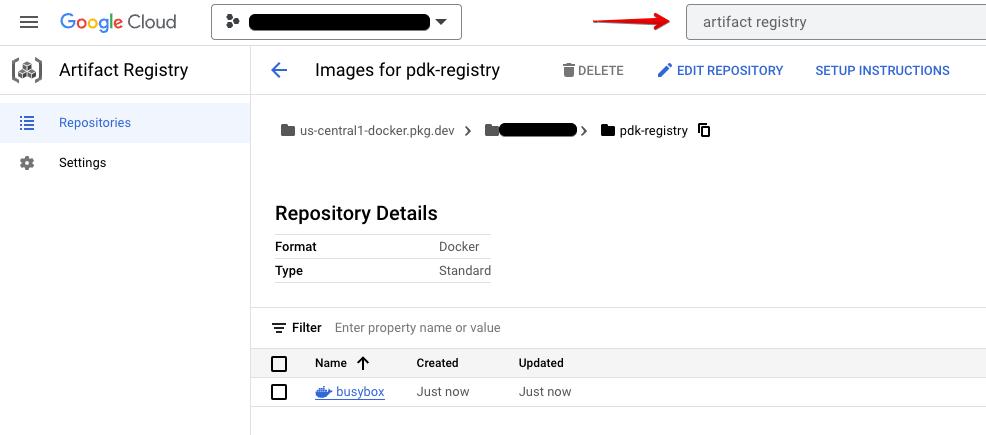 Google Cloud
artifact registry
Artifact Registry
Images for pdk-registry
DELETE
EDIT REPOSITORY
SETUP INSTRUCTIONS
Repositories
Settings
us-central1-docker.pkg.dev
pdk-registry
Repository Details
Format Docker
Type Standard
Filter Enter property name or value
Name Created Updated
busybox Just now Just now